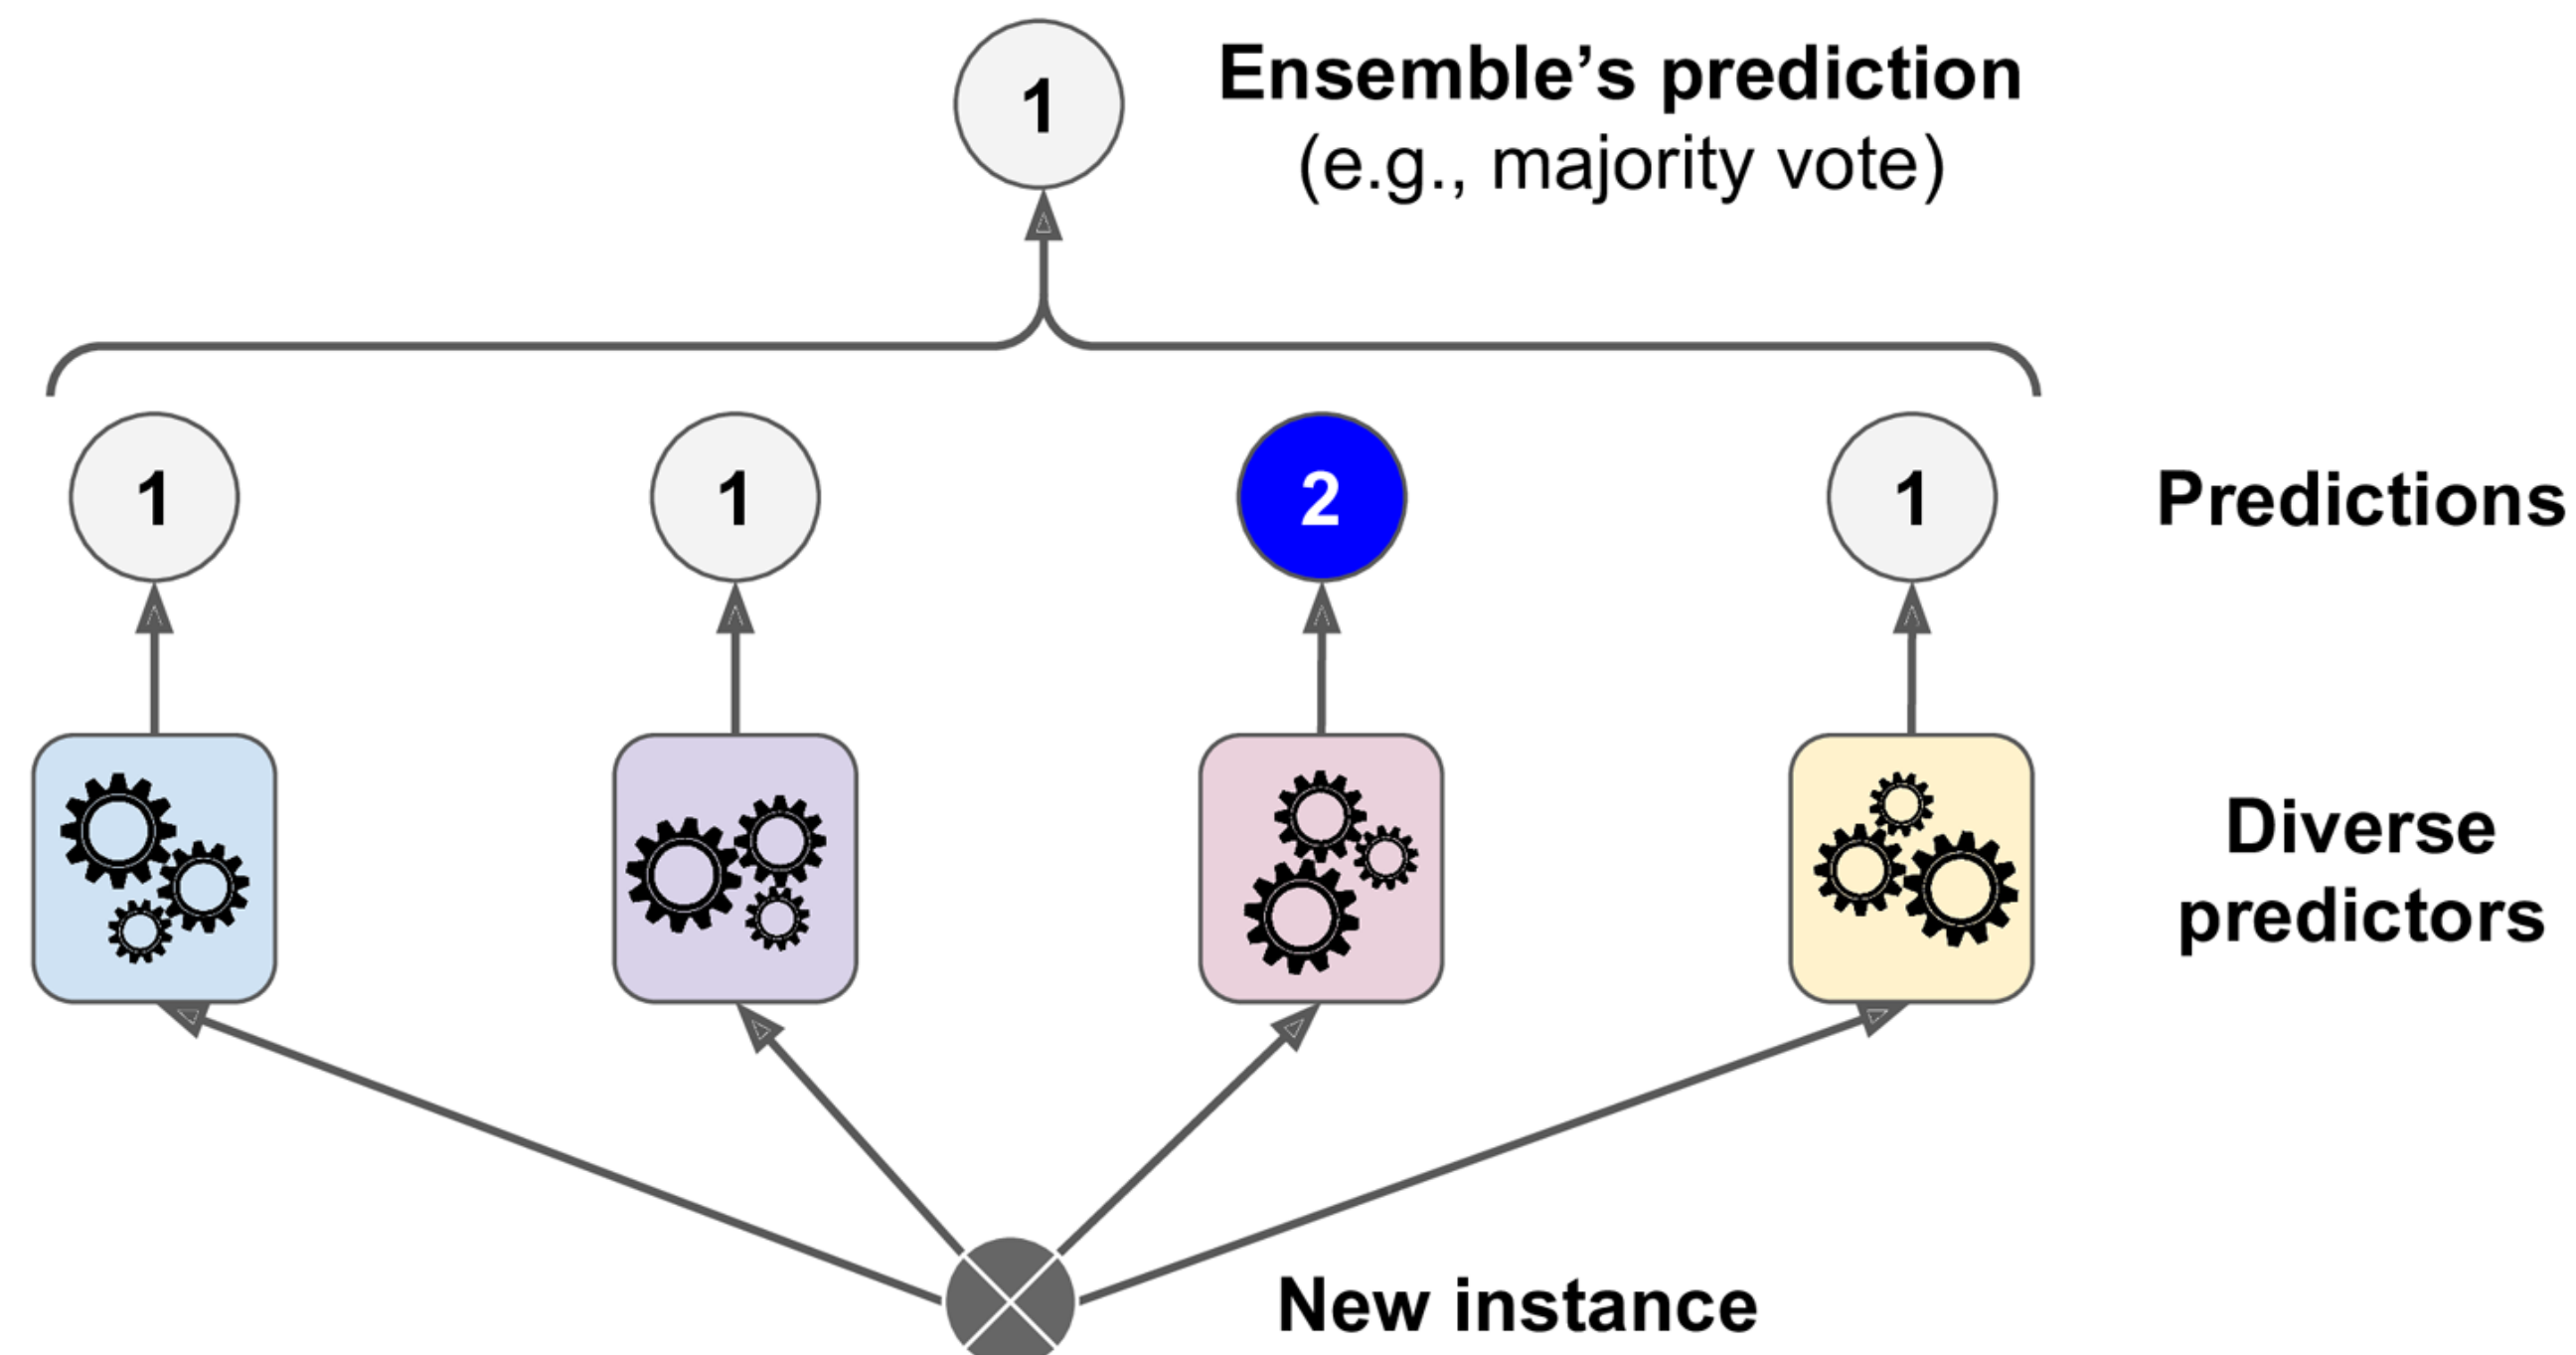 1
Ensemble’s prediction
(e.g., majority vote)
1 1 2 1 Predictions
Diverse
predictors
New instance